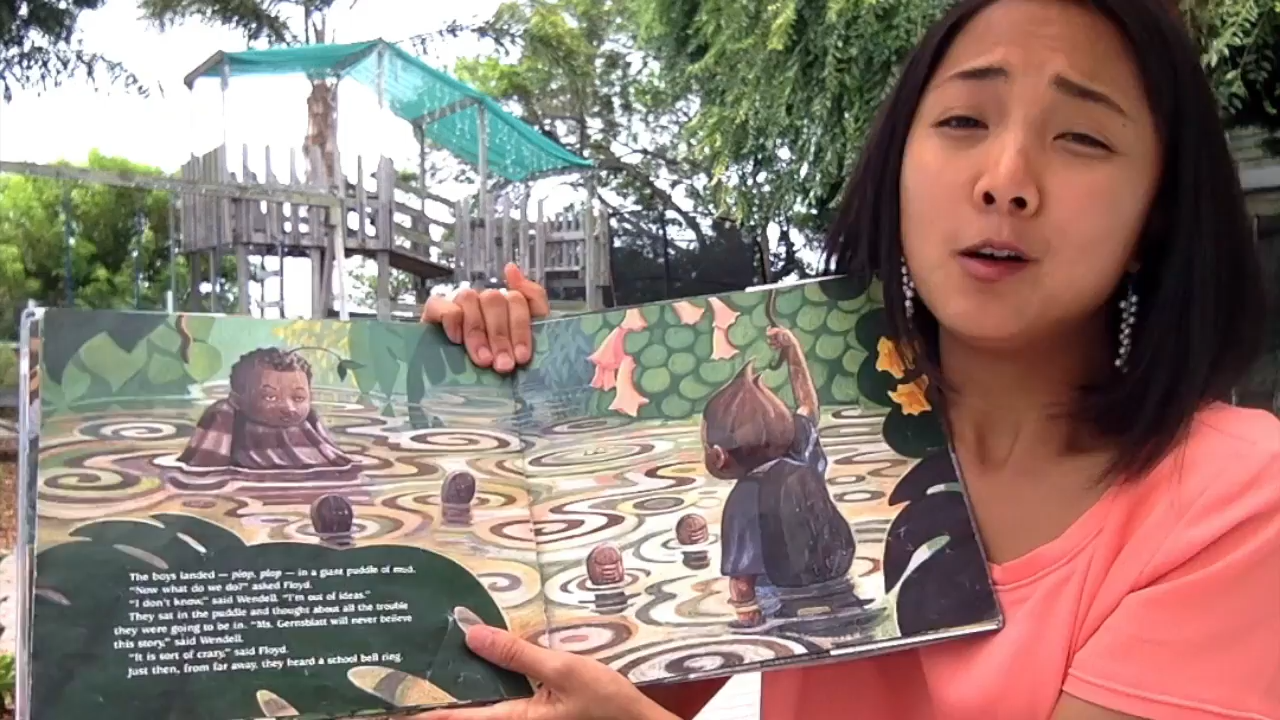 The boys landed — plop, plop — in a giant puddle of mud.
"Now what do we do?" asked Floyd.
"I don't know," said Wendell. "I'm out of ideas."
They sat in the puddle and thought about all the trouble
they were going to be in. "Ms. Gernsblatt will never believe
this story," said Wendell.
"It is sort of crazy," said Floyd.
Just then, from far away, they heard a school bell ring.